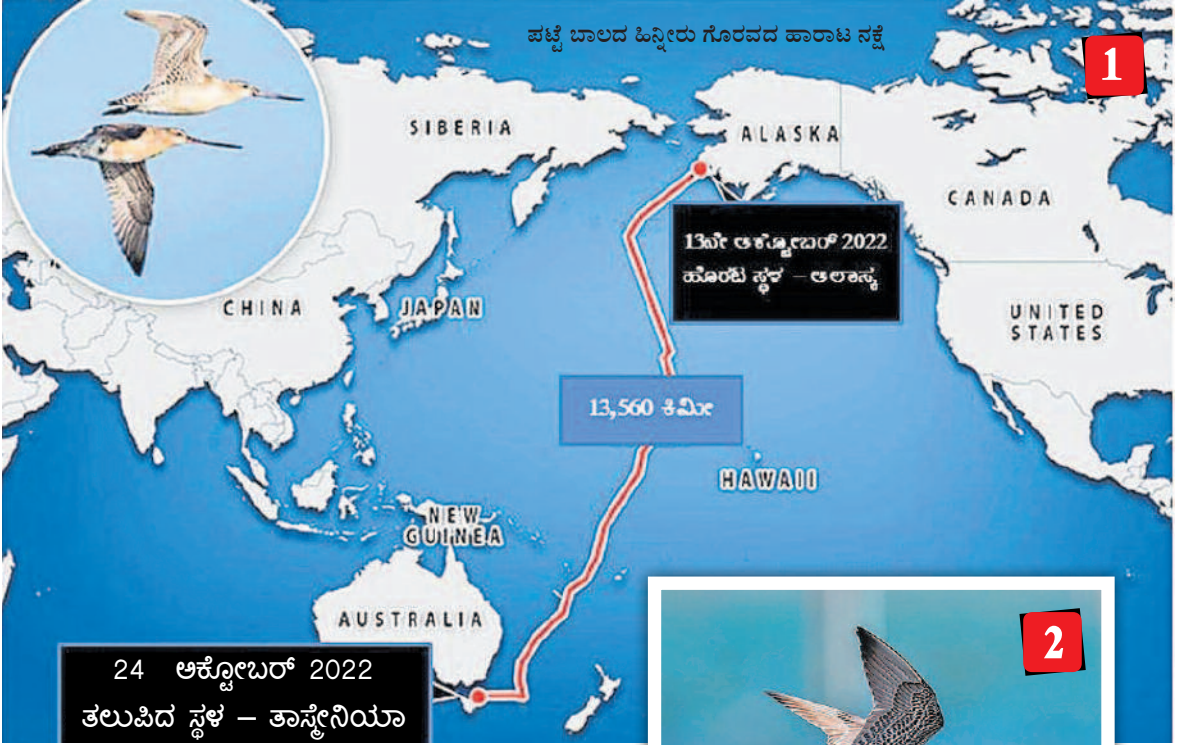 ಪಟ್ಟೆ ಬಾಲದ ಹಿನ್ನೀರು ಗೊರವದ ಹಾರಾಟ ನಕ್ಷೆ
1
SIBERIA
ALASKA
CANADA
13ನೇ ಅಕ್ಟೋಬರ್ 2022
ಹೊರಟ ಸ್ಥಳ – ಅಲಾಸ್ಕ
CHINA
JAPAN
UNITED
STATES
13,560 ಕಿಮೀ
HAWAII
NEW
GUINEA
AUSTRALIA
2
24 ಅಕ್ಟೋಬರ್ 2022
ತಲುಪಿದ ಸ್ಥಳ – ತಾಸ್ಮೇನಿಯಾ